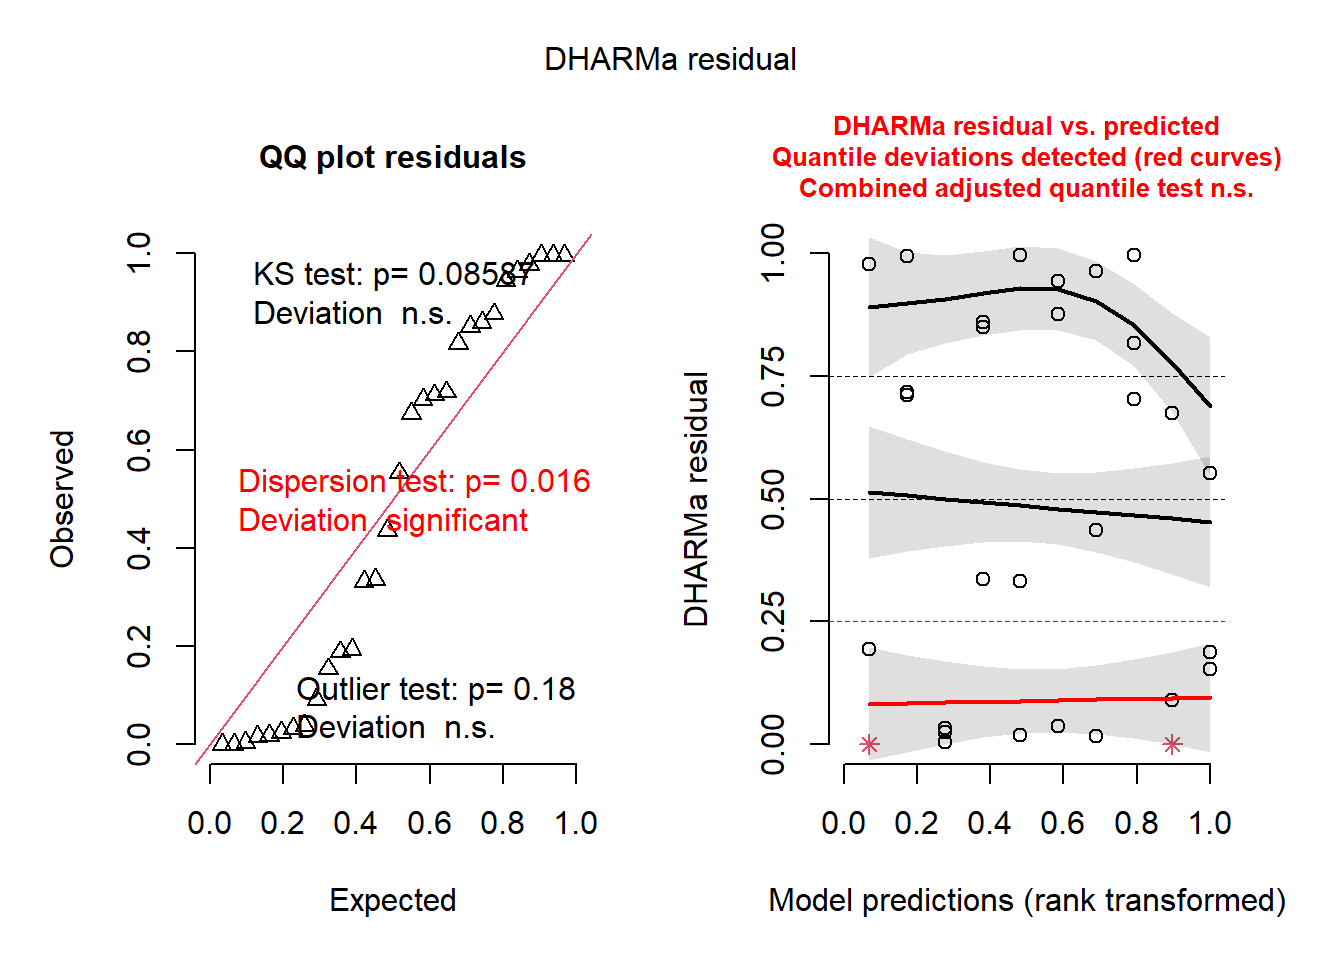 DHARMa residual
QQ plot residuals
KS test: p= 0.08587
Deviation n.s.
Dispersion test: p= 0.016
Deviation significant
Outlier test: p= 0.18
Deviation n.s.
Observed
0.0 0.2 0.4 0.6 0.8 1.0
0.0 0.2 0.4 0.6 0.8 1.0
Expected
DHARMa residual vs. predicted
Quantile deviations detected (red curves)
Combined adjusted quantile test n.s.
DHARMa residual
0.00 0.25 0.50 0.75 1.00
0.0 0.2 0.4 0.6 0.8 1.0
Model predictions (rank transformed)